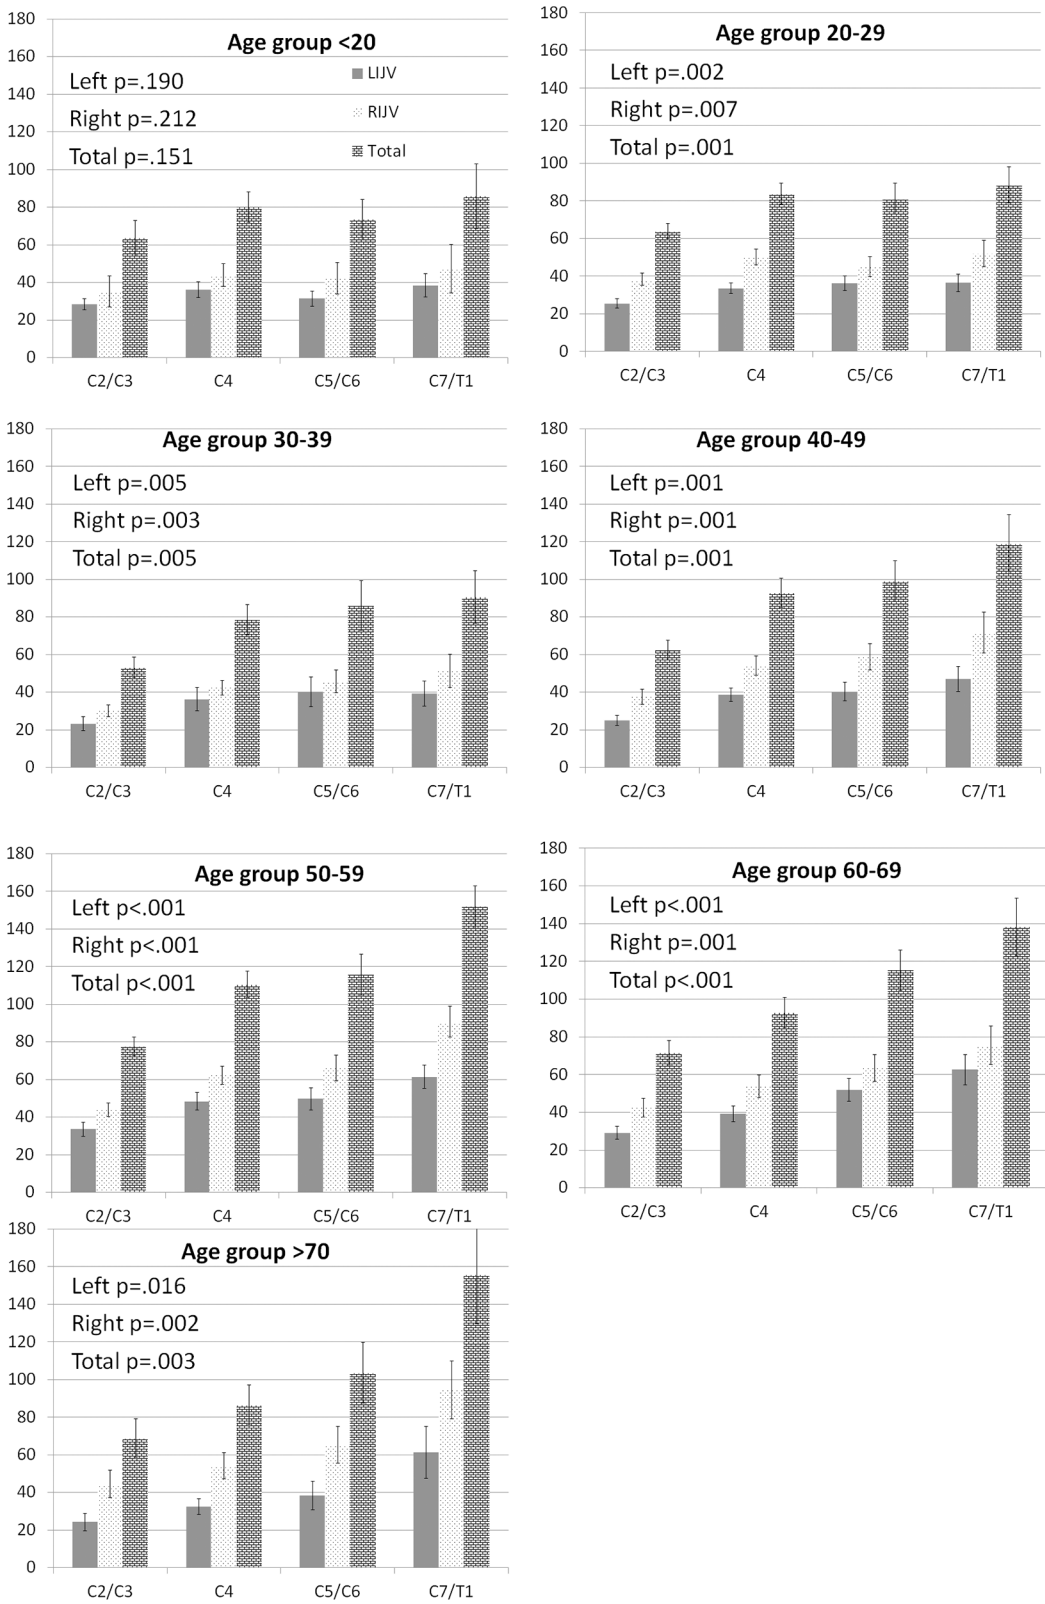 Age group <20
LIJV
Left p=.190
RIJV
Right p=.212
Total
Total p=.151
180
160
140
120
100
80
60
40
20
0
C2/C3 C4 C5/C6 C7/T1
Age group 20-29
Left p=.002
Right p=.007
Total p=.001
180
160
140
120
100
80
60
40
20
0
C2/C3 C4 C5/C6 C7/T1
Age group 30-39
Left p=.005
Right p=.003
Total p=.005
180
160
140
120
100
80
60
40
20
0
C2/C3 C4 C5/C6 C7/T1
Age group 40-49
Left p=.001
Right p=.001
Total p=.001
180
160
140
120
100
80
60
40
20
0
C2/C3 C4 C5/C6 C7/T1
Age group 50-59
Left p<.001
Right p<.001
Total p<.001
180
160
140
120
100
80
60
40
20
0
C2/C3 C4 C5/C6 C7/T1
Age group 60-69
Left p<.001
Right p=.001
Total p<.001
180
160
140
120
100
80
60
40
20
0
C2/C3 C4 C5/C6 C7/T1
Age group >70
Left p=.016
Right p=.002
Total p=.003
180
160
140
120
100
80
60
40
20
0
C2/C3 C4 C5/C6 C7/T1